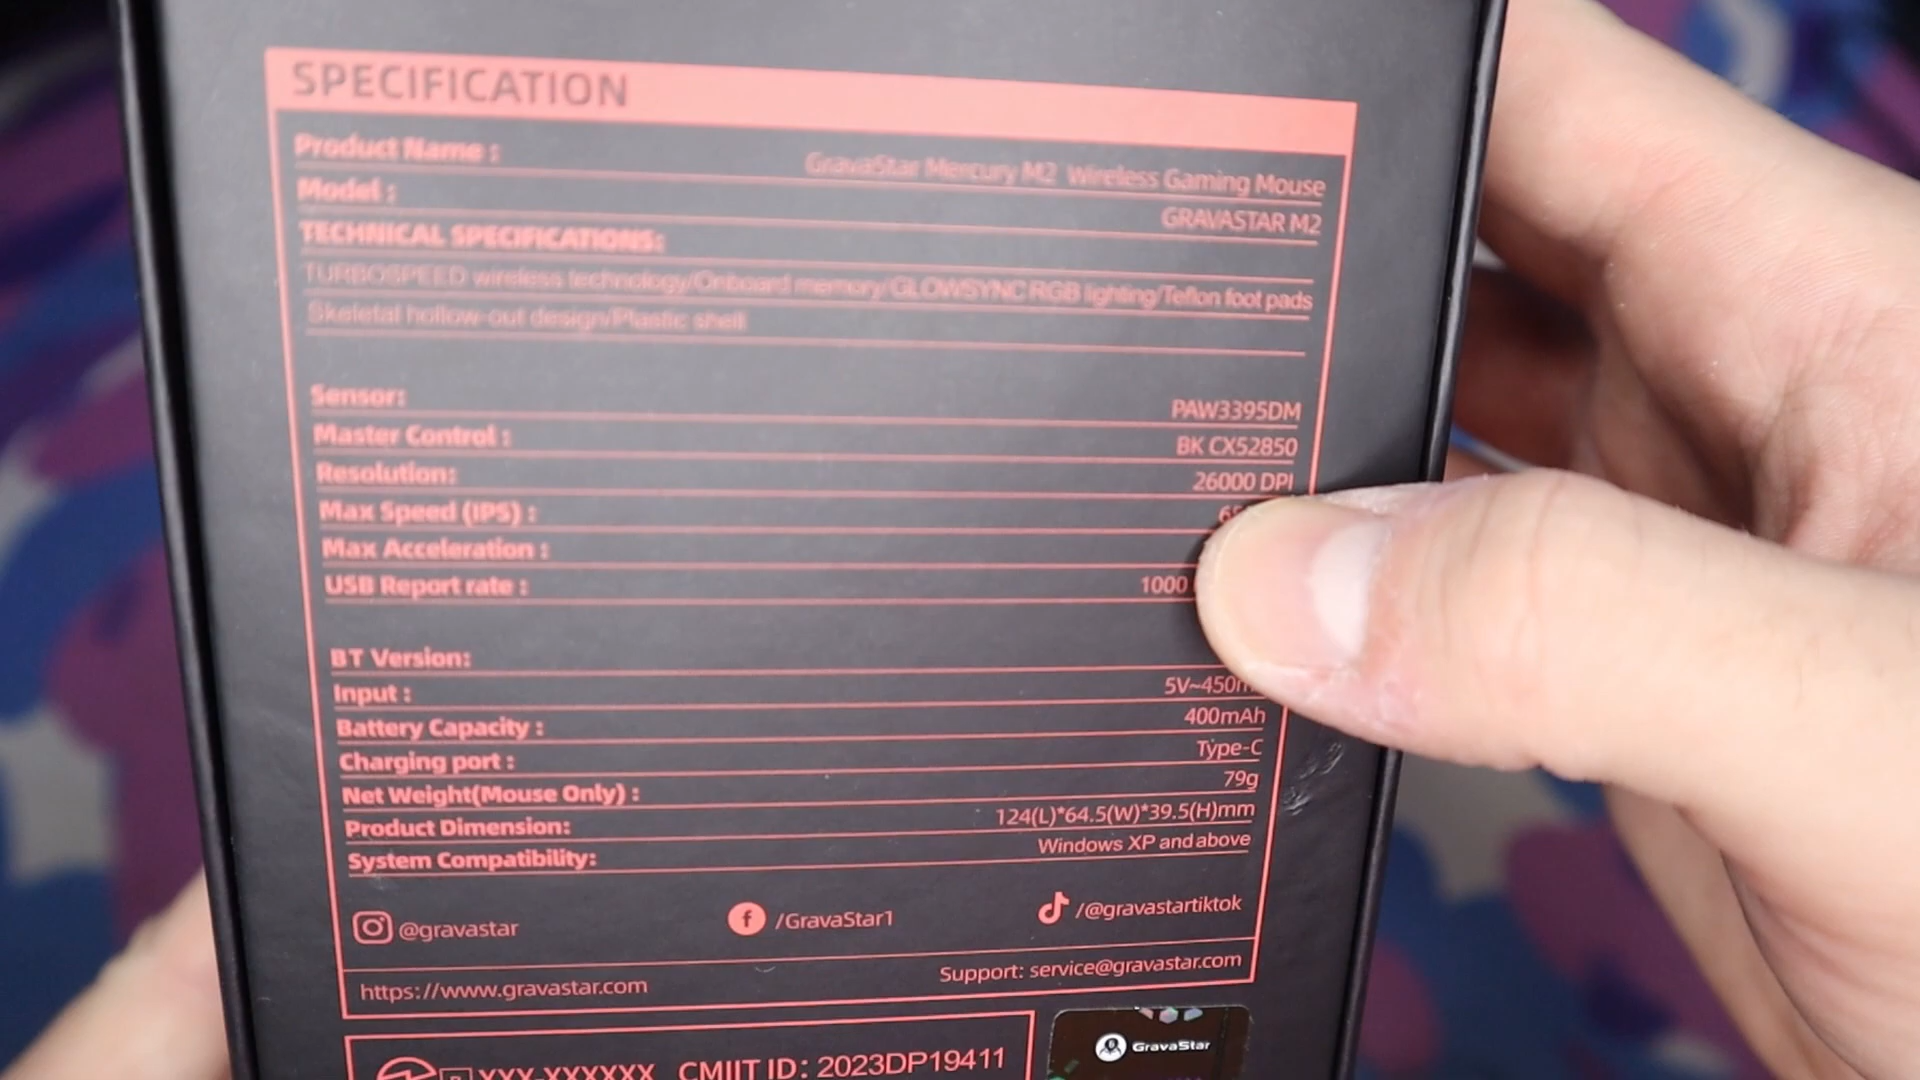 SPECIFICATION
Product Name : GravaStar Mercury M2 Wireless Gaming Mouse
Model : GRAVASTAR M2
TECHNICAL SPECIFICATIONS:
TURBOSPEED wireless technology/Onboard memory/GLOWSYNC RGB lighting/Teflon foot pads
Skeletal hollow-out design/Plastic shell
Sensor: PAW3395DM
Master Control : BK CX52850
Resolution: 26000 DPI
Max Speed (IPS) :
Max Acceleration :
USB Report rate : 1000
BT Version:
Input : 5V~450m
Battery Capacity : 400mAh
Charging port : Type-C
Net Weight(Mouse Only) : 79g
Product Dimension: 124(L)*64.5(W)*39.5(H)mm
System Compatibility: Windows XP and above
@gravastar /GravaStar1 /@gravastartiktok
https://www.gravastar.com Support: service@gravastar.com
XXX-XXXXXX CMIIT ID: 2023DP19411
GravaStar